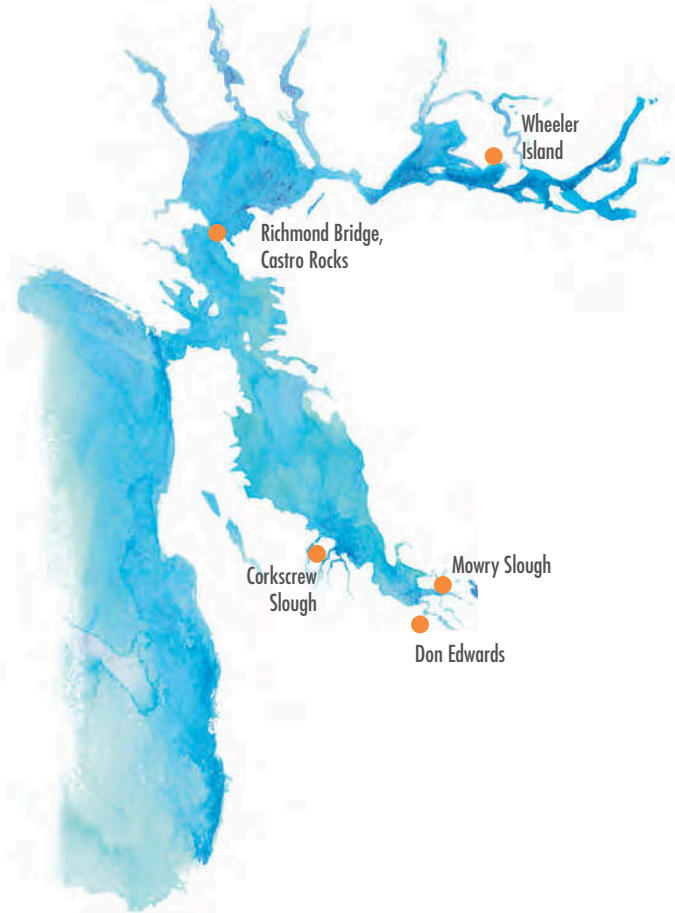 Wheeler
Island
Richmond Bridge,
Castro Rocks
Corkscrew
Slough
Mowry Slough
Don Edwards